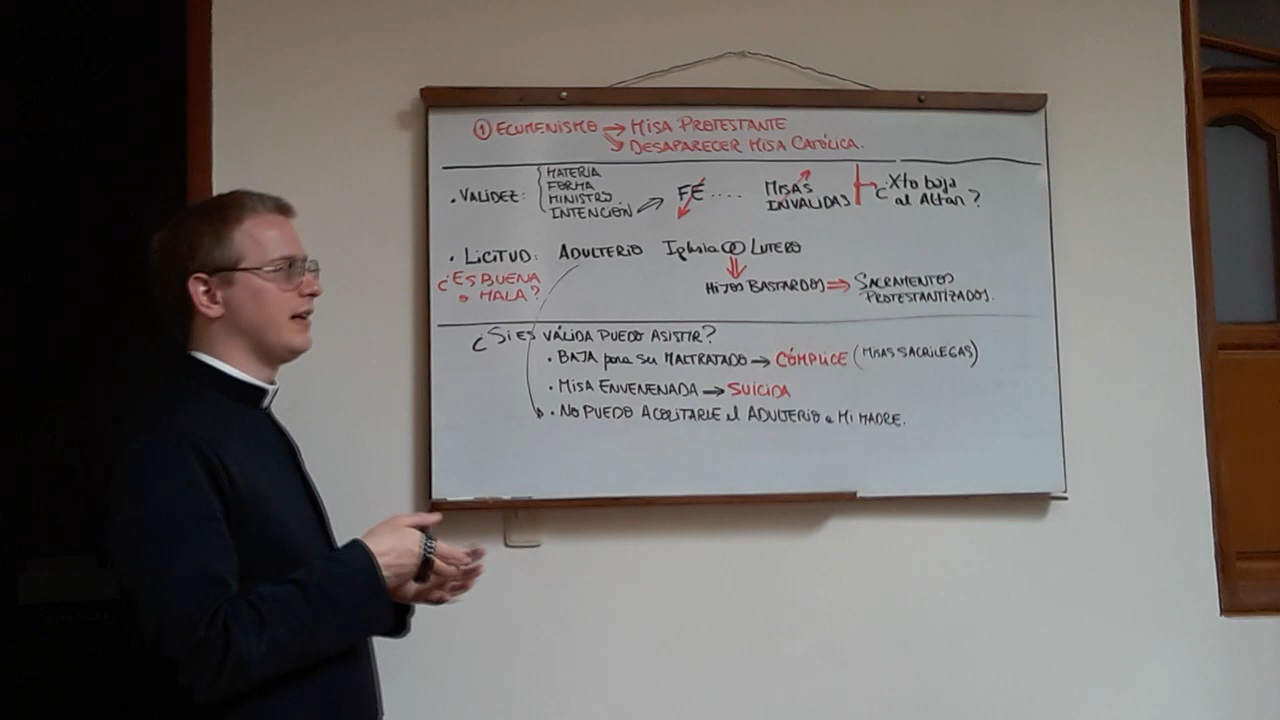 ① ECUMENISMO → MISA PROTESTANTE
→ DESAPARECER MISA CATÓLICA.
• VALIDEZ: { MATERIA
FORMA
MINISTRO
INTENCIÓN → FE ....
MISAS
INVALIDAS
¿Xto baja
al Altar?
• LICITUD: ADULTERIO Iglesia LUTERO
¿ES BUENA
o MALA?
HIJOS BASTARDOS ⇒ SACRAMENTOS
PROTESTANTIZADOS.
¿SI ES VÁLIDA PUEDO ASISTIR?
• BAJA para ser MALTRATADO → CÓMPLICE (MISAS SACRILEGAS)
• MISA ENVENENADA → SUICIDA
• NO PUEDO ACOLITARLE el ADULTERIO a MI MADRE.